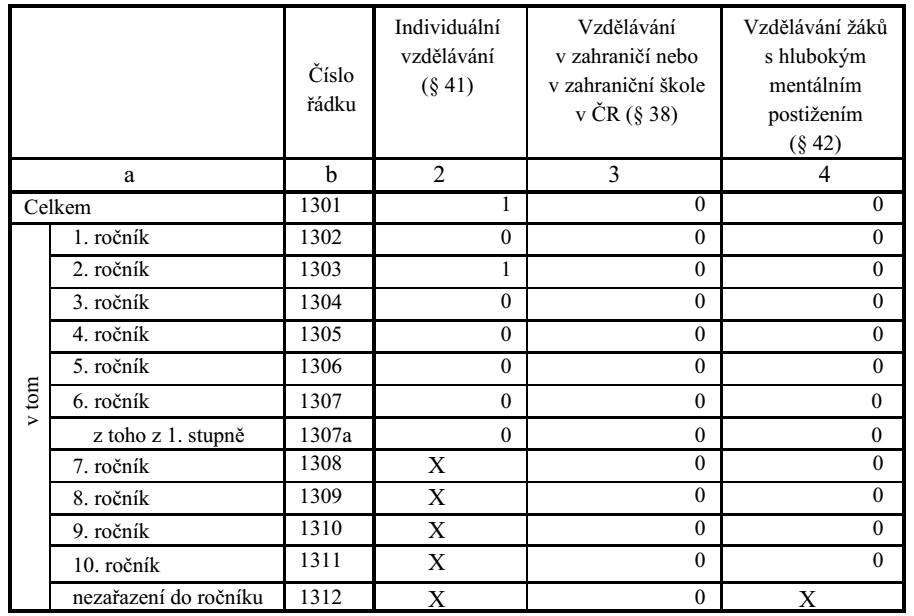 Číslo
řádku
Individuální
vzdělávání
(§ 41)
Vzdělávání
v zahraničí nebo
v zahraniční škole
v ČR (§ 38)
Vzdělávání žáků
s hlubokým
mentálním
postižením
(§ 42)
a b 2 3 4
Celkem 1301 1 0 0
v tom
1. ročník 1302 0 0 0
2. ročník 1303 1 0 0
3. ročník 1304 0 0 0
4. ročník 1305 0 0 0
5. ročník 1306 0 0 0
6. ročník 1307 0 0 0
z toho z 1. stupně 1307a 0 0 0
7. ročník 1308 X 0 0
8. ročník 1309 X 0 0
9. ročník 1310 X 0 0
10. ročník 1311 X 0 0
nezařazení do ročníku 1312 X 0 X